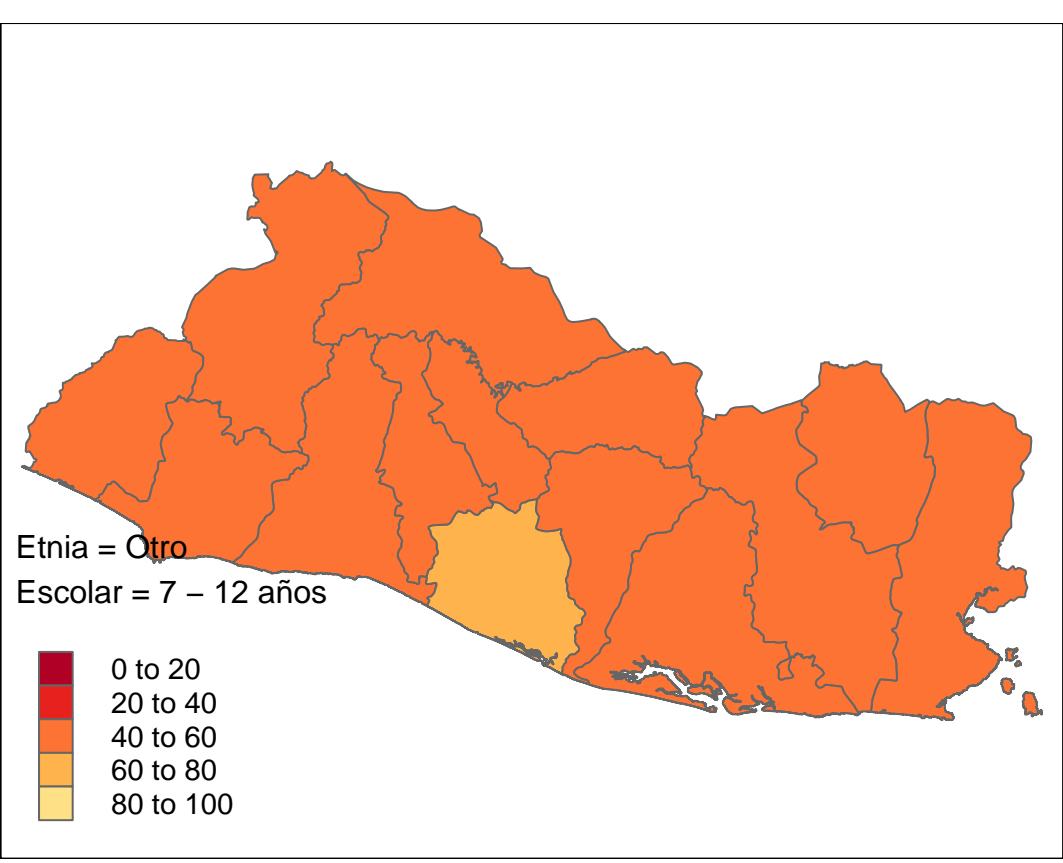 Etnia = Otro
Escolar = 7 – 12 años
0 to 20
20 to 40
40 to 60
60 to 80
80 to 100